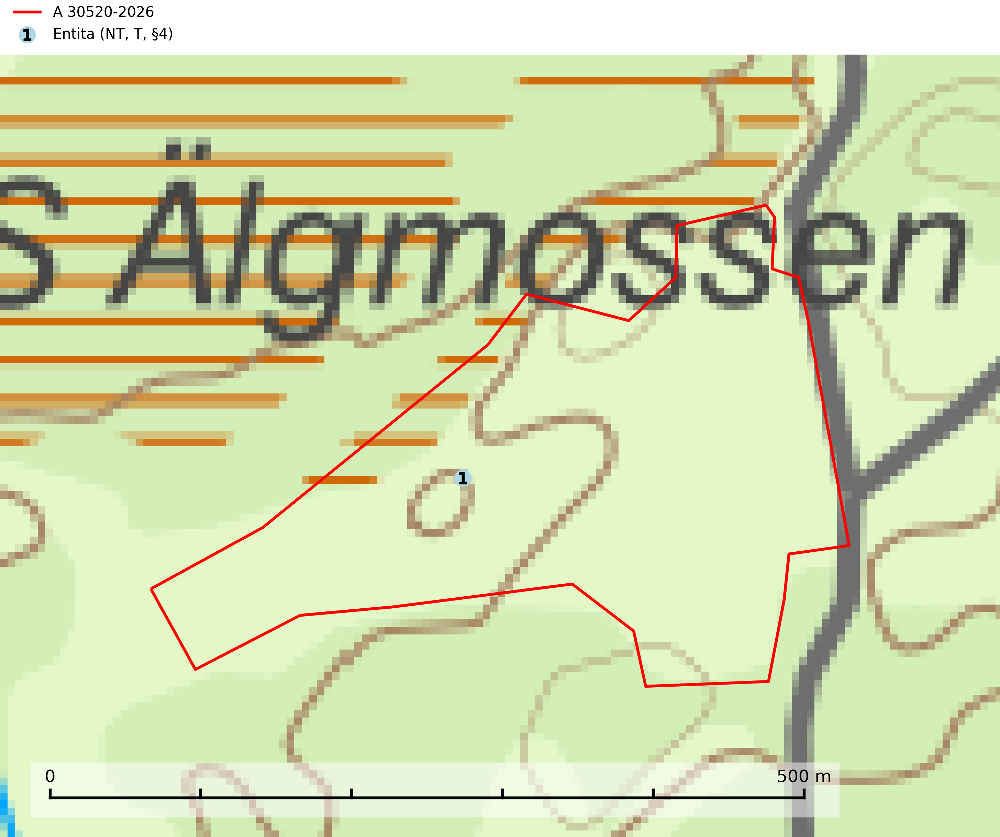 A 30520-2026
1 Entita (NT, T, §4)
s Älgmossen
1
0 500 m